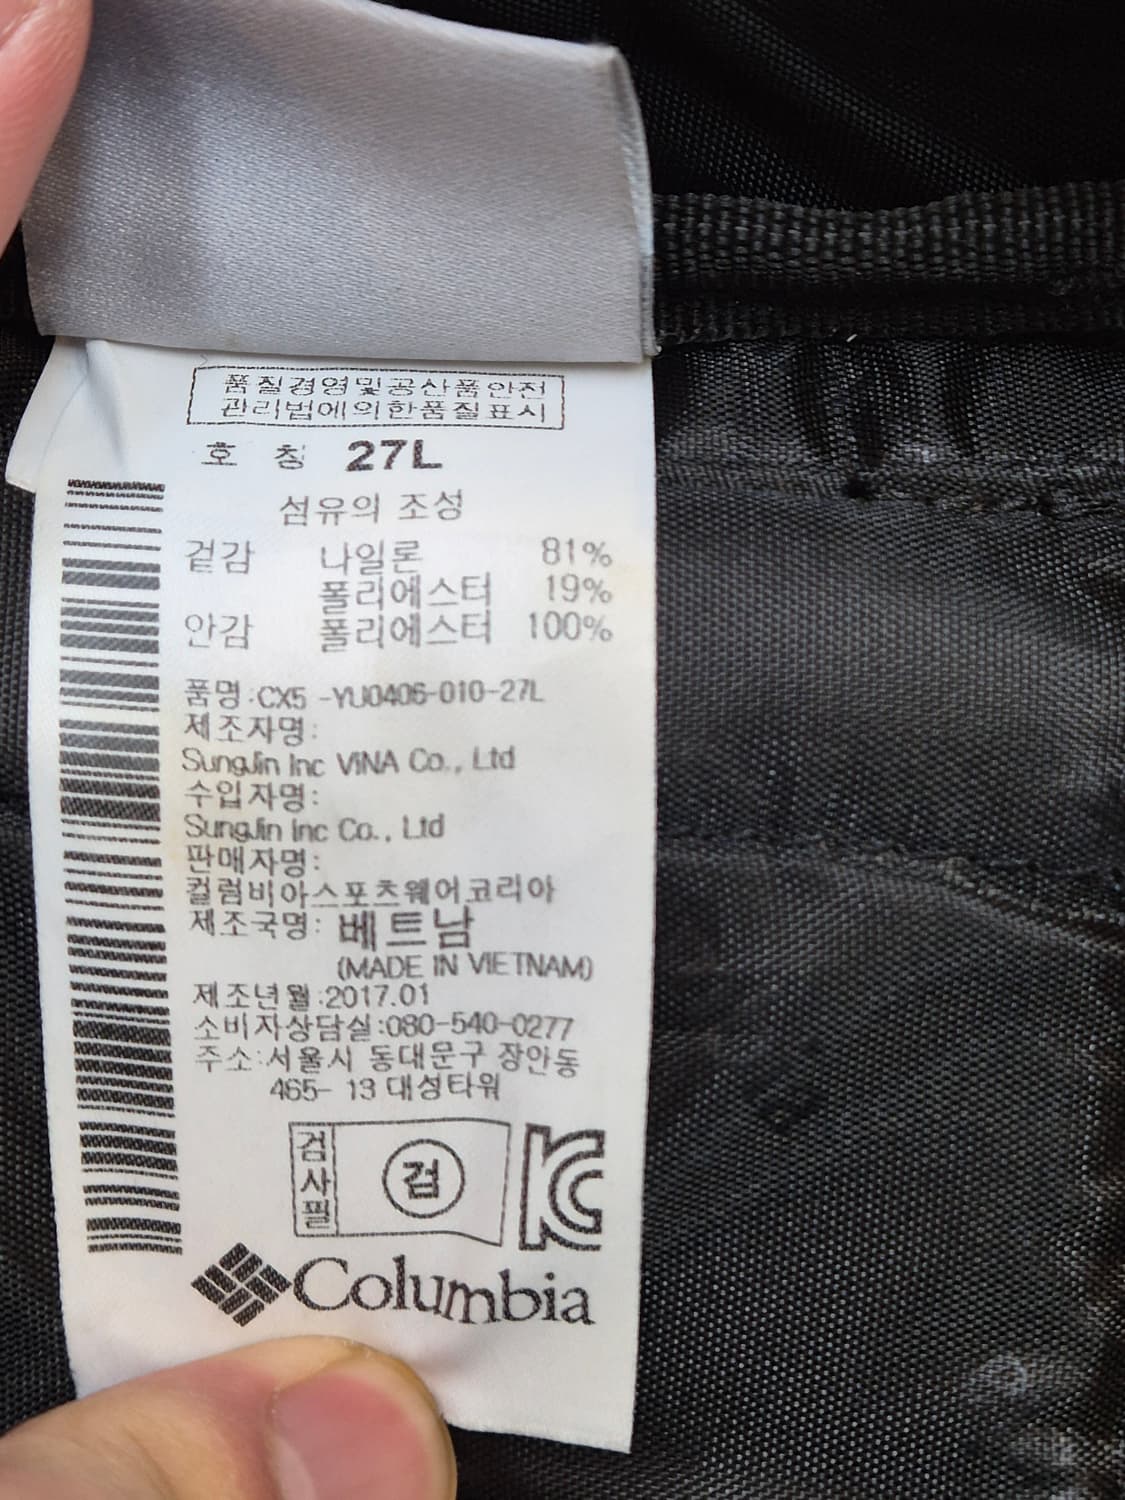 품질경영및공산품안전
관리법에의한품질표시
호 칭 27L
섬유의 조성
겉감 나일론 81%
폴리에스터 19%
안감 폴리에스터 100%
품명:CX5 -YU0406-010-27L
제조자명:
SungJin Inc VINA Co., Ltd
수입자명:
SungJin Inc Co., Ltd
판매자명:
컬럼비아스포츠웨어코리아
제조국명: 베트남
(MADE IN VIETNAM)
제조년월:2017.01
소비자상담실:080-540-0277
주소:서울시 동대문구 장안동
465- 13 대성타워
검사필 검 KC
Columbia